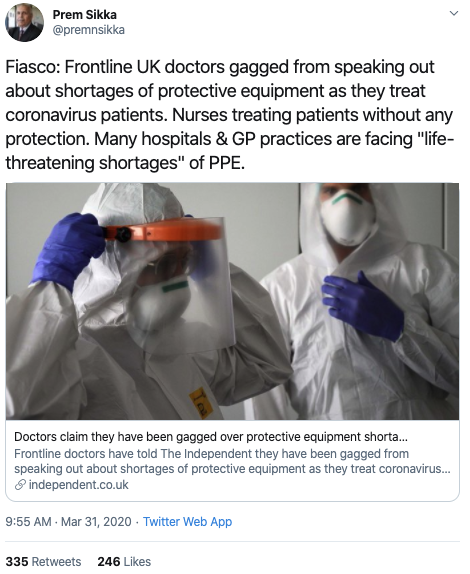 Prem Sikka
@premnsikka
Fiasco: Frontline UK doctors gagged from speaking out
about shortages of protective equipment as they treat
coronavirus patients. Nurses treating patients without any
protection. Many hospitals & GP practices are facing "life-
threatening shortages" of PPE.
Doctors claim they have been gagged over protective equipment shorta...
Frontline doctors have told The Independent they have been gagged from
speaking out about shortages of protective equipment as they treat coronavirus...
independent.co.uk
9:55 AM · Mar 31, 2020 · Twitter Web App
335 Retweets 246 Likes